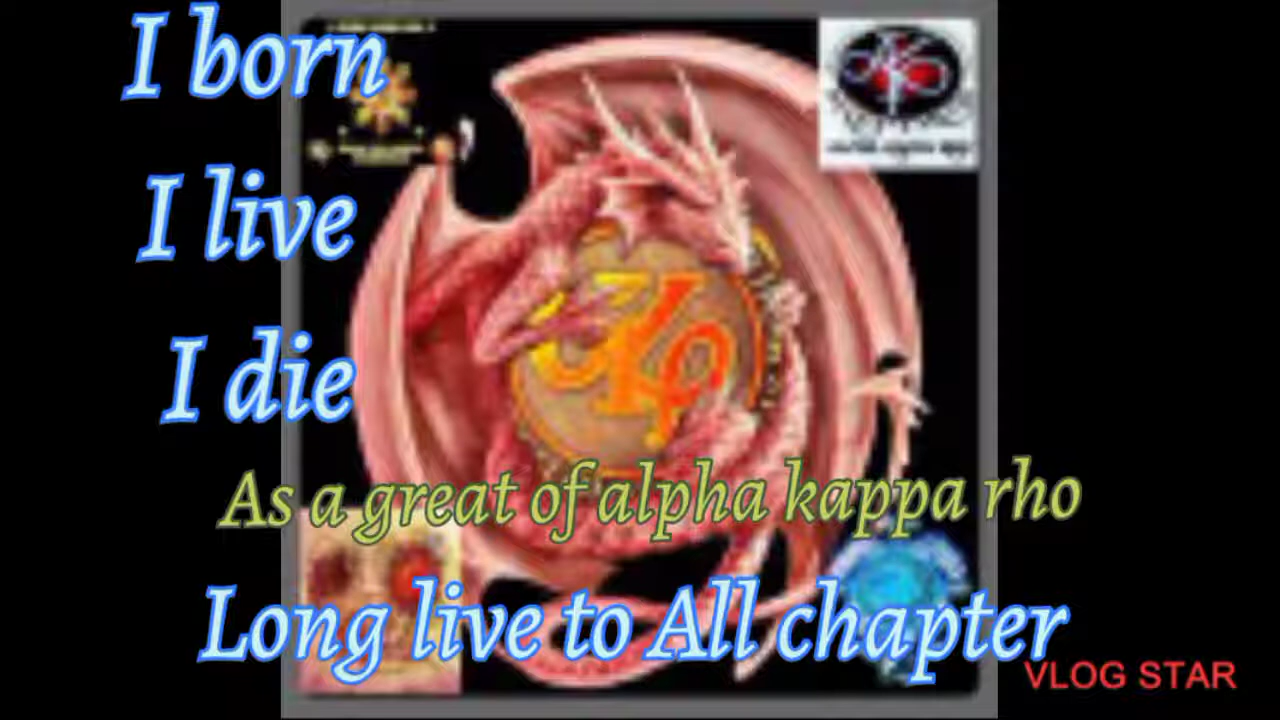 I born
I live
I die
As a great of alpha kappa rho
Long live to All chapter
VLOG STAR